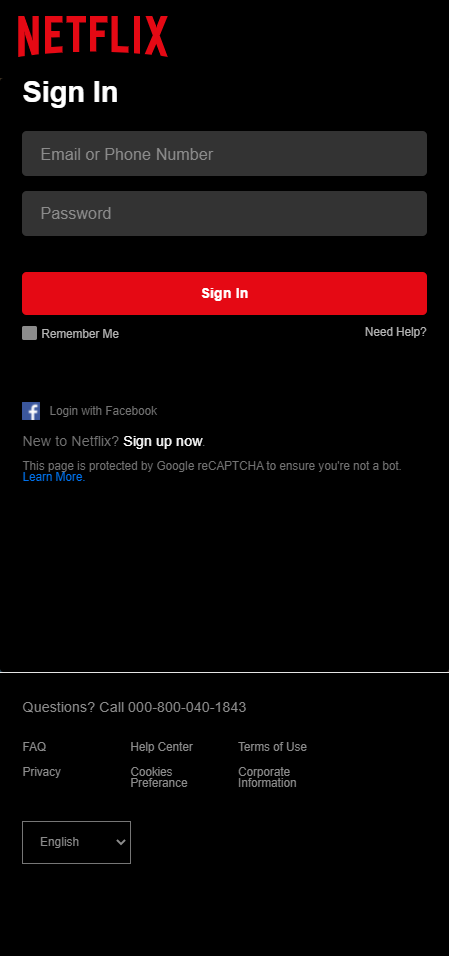 NETFLIX
Sign In
Email or Phone Number
Password
Sign In
Remember Me
Need Help?
Login with Facebook
New to Netflix? Sign up now.
This page is protected by Google reCAPTCHA to ensure you're not a bot.
Learn More.
Questions? Call 000-800-040-1843
FAQ
Help Center
Terms of Use
Privacy
Cookies
Preferance
Corporate
Information
English